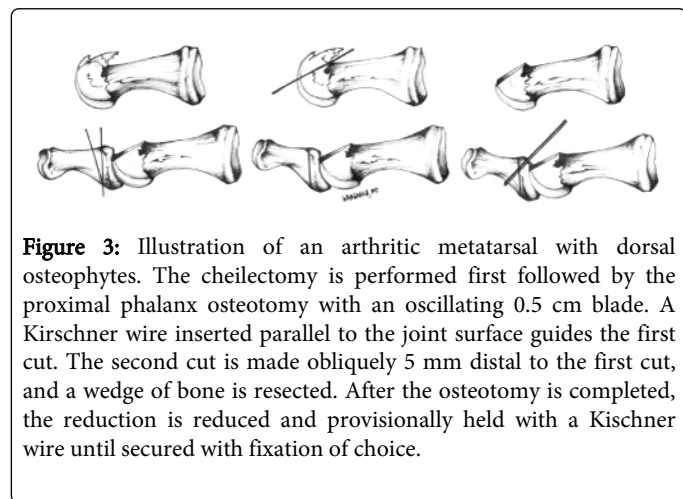 Figure 3: Illustration of an arthritic metatarsal with dorsal
osteophytes. The cheilectomy is performed first followed by the
proximal phalanx osteotomy with an oscillating 0.5 cm blade. A
Kirschner wire inserted parallel to the joint surface guides the first
cut. The second cut is made obliquely 5 mm distal to the first cut,
and a wedge of bone is resected. After the osteotomy is completed,
the reduction is reduced and provisionally held with a Kischner
wire until secured with fixation of choice.